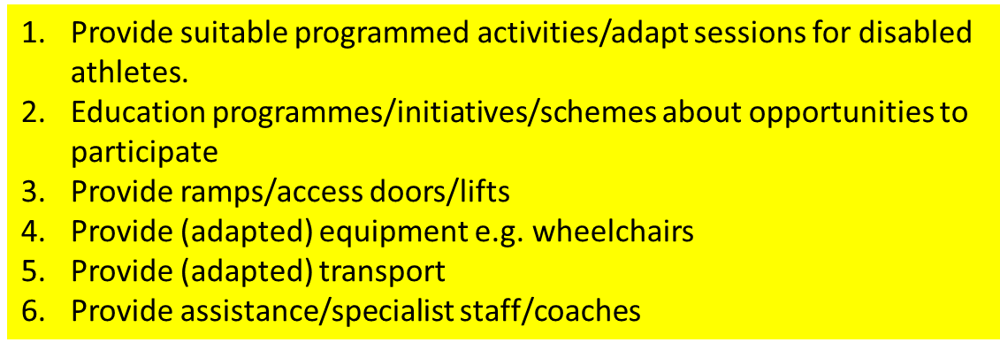 1. Provide suitable programmed activities/adapt sessions for disabled
athletes.
2. Education programmes/initiatives/schemes about opportunities to
participate
3. Provide ramps/access doors/lifts
4. Provide (adapted) equipment e.g. wheelchairs
5. Provide (adapted) transport
6. Provide assistance/specialist staff/coaches